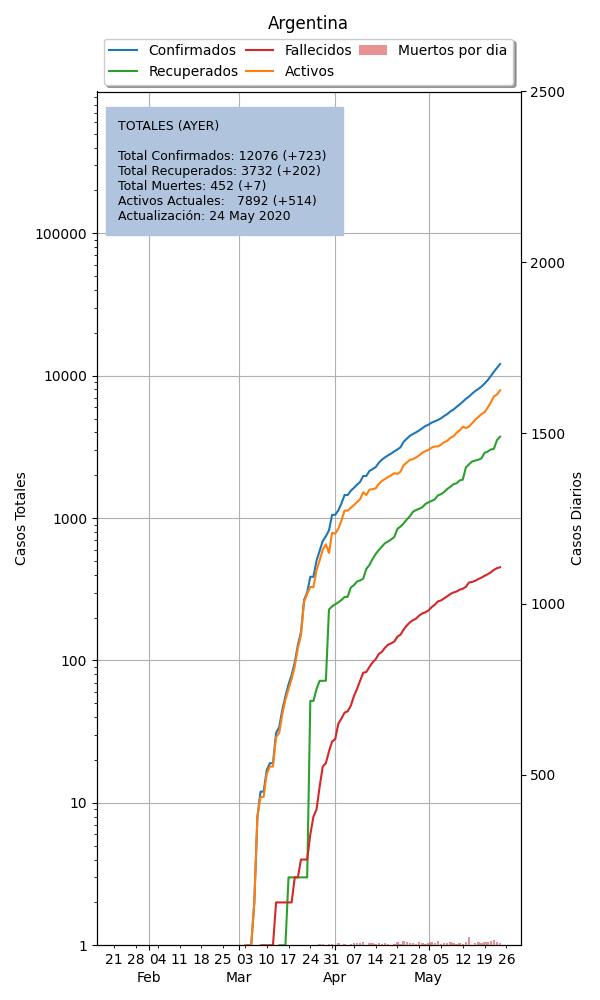 Argentina
Confirmados Fallecidos Muertos por dia
Recuperados Activos
TOTALES (AYER)
Total Confirmados: 12076 (+723)
Total Recuperados: 3732 (+202)
Total Muertes: 452 (+7)
Activos Actuales: 7892 (+514)
Actualización: 24 May 2020
Casos Totales
100000
10000
1000
100
10
1
2500
2000
1500
1000
500
Casos Diarios
21 28 04 11 18 25 03 10 17 24 31 07 14 21 28 05 12 19 26
Feb Mar Apr May